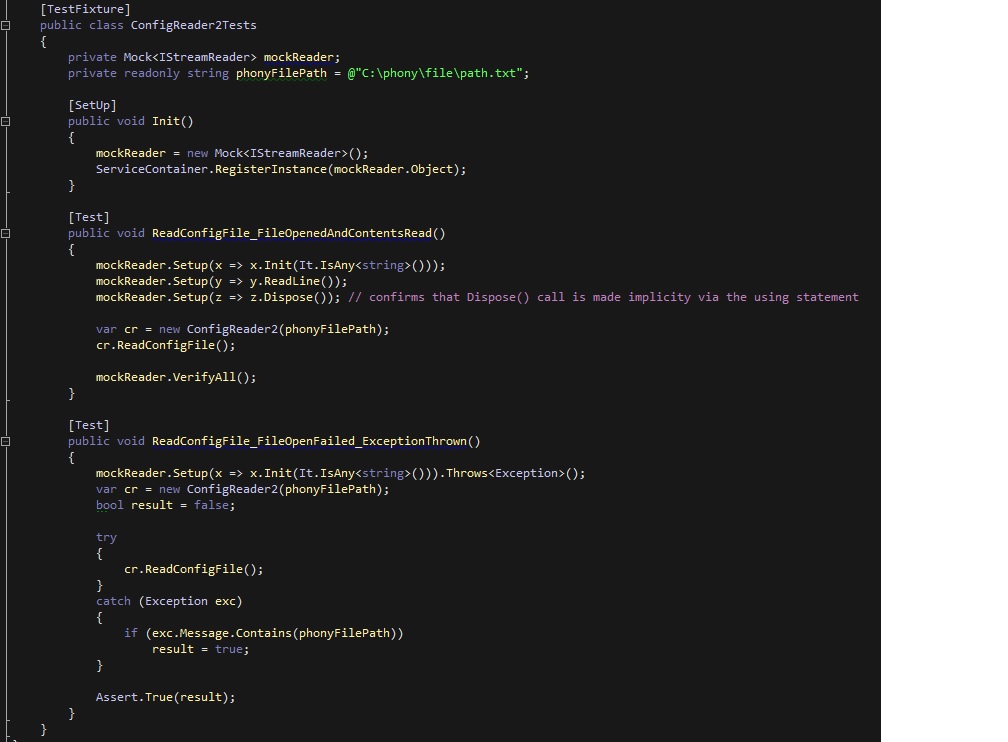 [TestFixture]
public class ConfigReader2Tests
{
private Mock<IStreamReader> mockReader;
private readonly string phonyFilePath = @"C:\phony\file\path.txt";
[SetUp]
public void Init()
{
mockReader = new Mock<IStreamReader>();
ServiceContainer.RegisterInstance(mockReader.Object);
}
[Test]
public void ReadConfigFile_FileOpenedAndContentsRead()
{
mockReader.Setup(x => x.Init(It.IsAny<string>()));
mockReader.Setup(y => y.ReadLine());
mockReader.Setup(z => z.Dispose()); // confirms that Dispose() call is made implicity via the using statement
var cr = new ConfigReader2(phonyFilePath);
cr.ReadConfigFile();
mockReader.VerifyAll();
}
[Test]
public void ReadConfigFile_FileOpenFailed_ExceptionThrown()
{
mockReader.Setup(x => x.Init(It.IsAny<string>())).Throws<Exception>();
var cr = new ConfigReader2(phonyFilePath);
bool result = false;
try
{
cr.ReadConfigFile();
}
catch (Exception exc)
{
if (exc.Message.Contains(phonyFilePath))
result = true;
}
Assert.True(result);
}
}